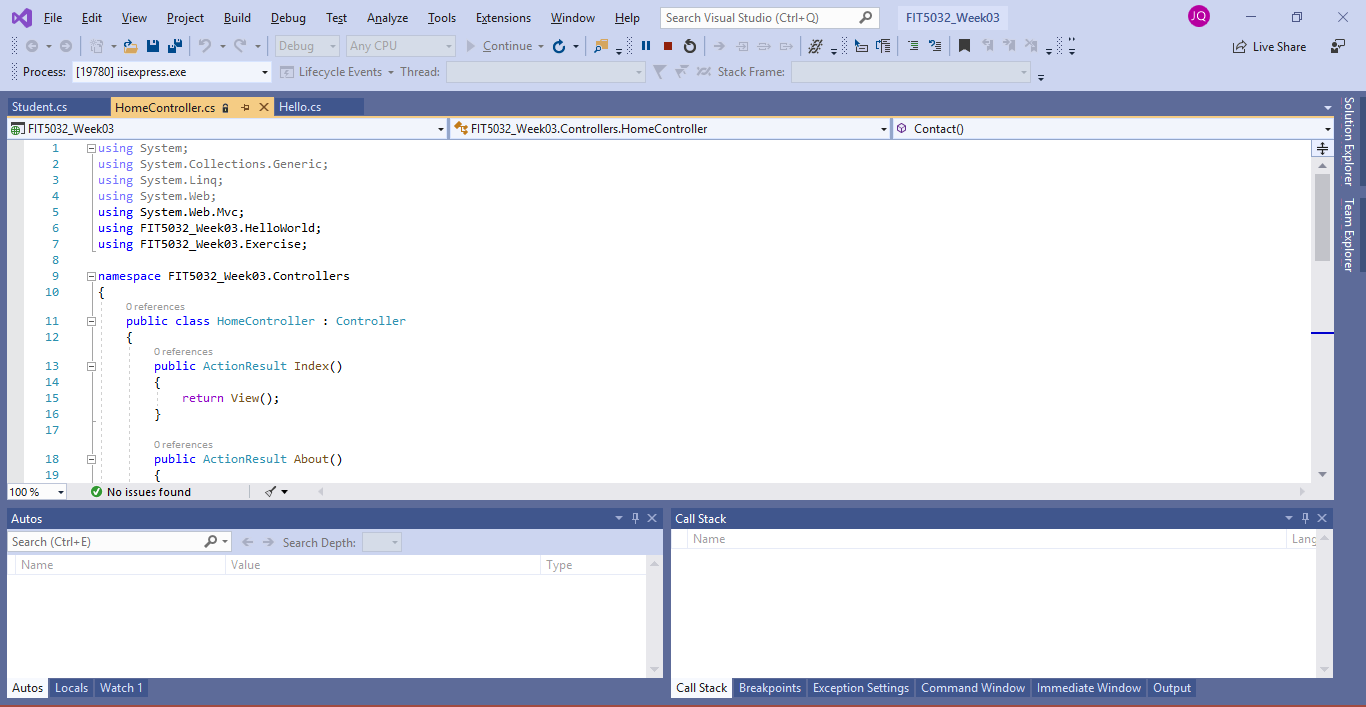 File Edit View Project Build Debug Test Analyze Tools Extensions Window Help Search Visual Studio (Ctrl+Q) FIT5032_Week03 JQ
Debug Any CPU Continue Live Share
Process: [19780] iisexpress.exe Lifecycle Events Thread: Stack Frame:
Student.cs HomeController.cs Hello.cs
FIT5032_Week03 FIT5032_Week03.Controllers.HomeController Contact()
1 using System;
2 using System.Collections.Generic;
3 using System.Linq;
4 using System.Web;
5 using System.Web.Mvc;
6 using FIT5032_Week03.HelloWorld;
7 using FIT5032_Week03.Exercise;
8
9 namespace FIT5032_Week03.Controllers
10 {
0 references
11 public class HomeController : Controller
12 {
0 references
13 public ActionResult Index()
14 {
15 return View();
16 }
17
0 references
18 public ActionResult About()
19 {
100 % No issues found
Solution Explorer
Team Explorer
Autos
Search (Ctrl+E) Search Depth:
Name Value Type
Autos Locals Watch 1
Call Stack
Name Lang
Call Stack Breakpoints Exception Settings Command Window Immediate Window Output